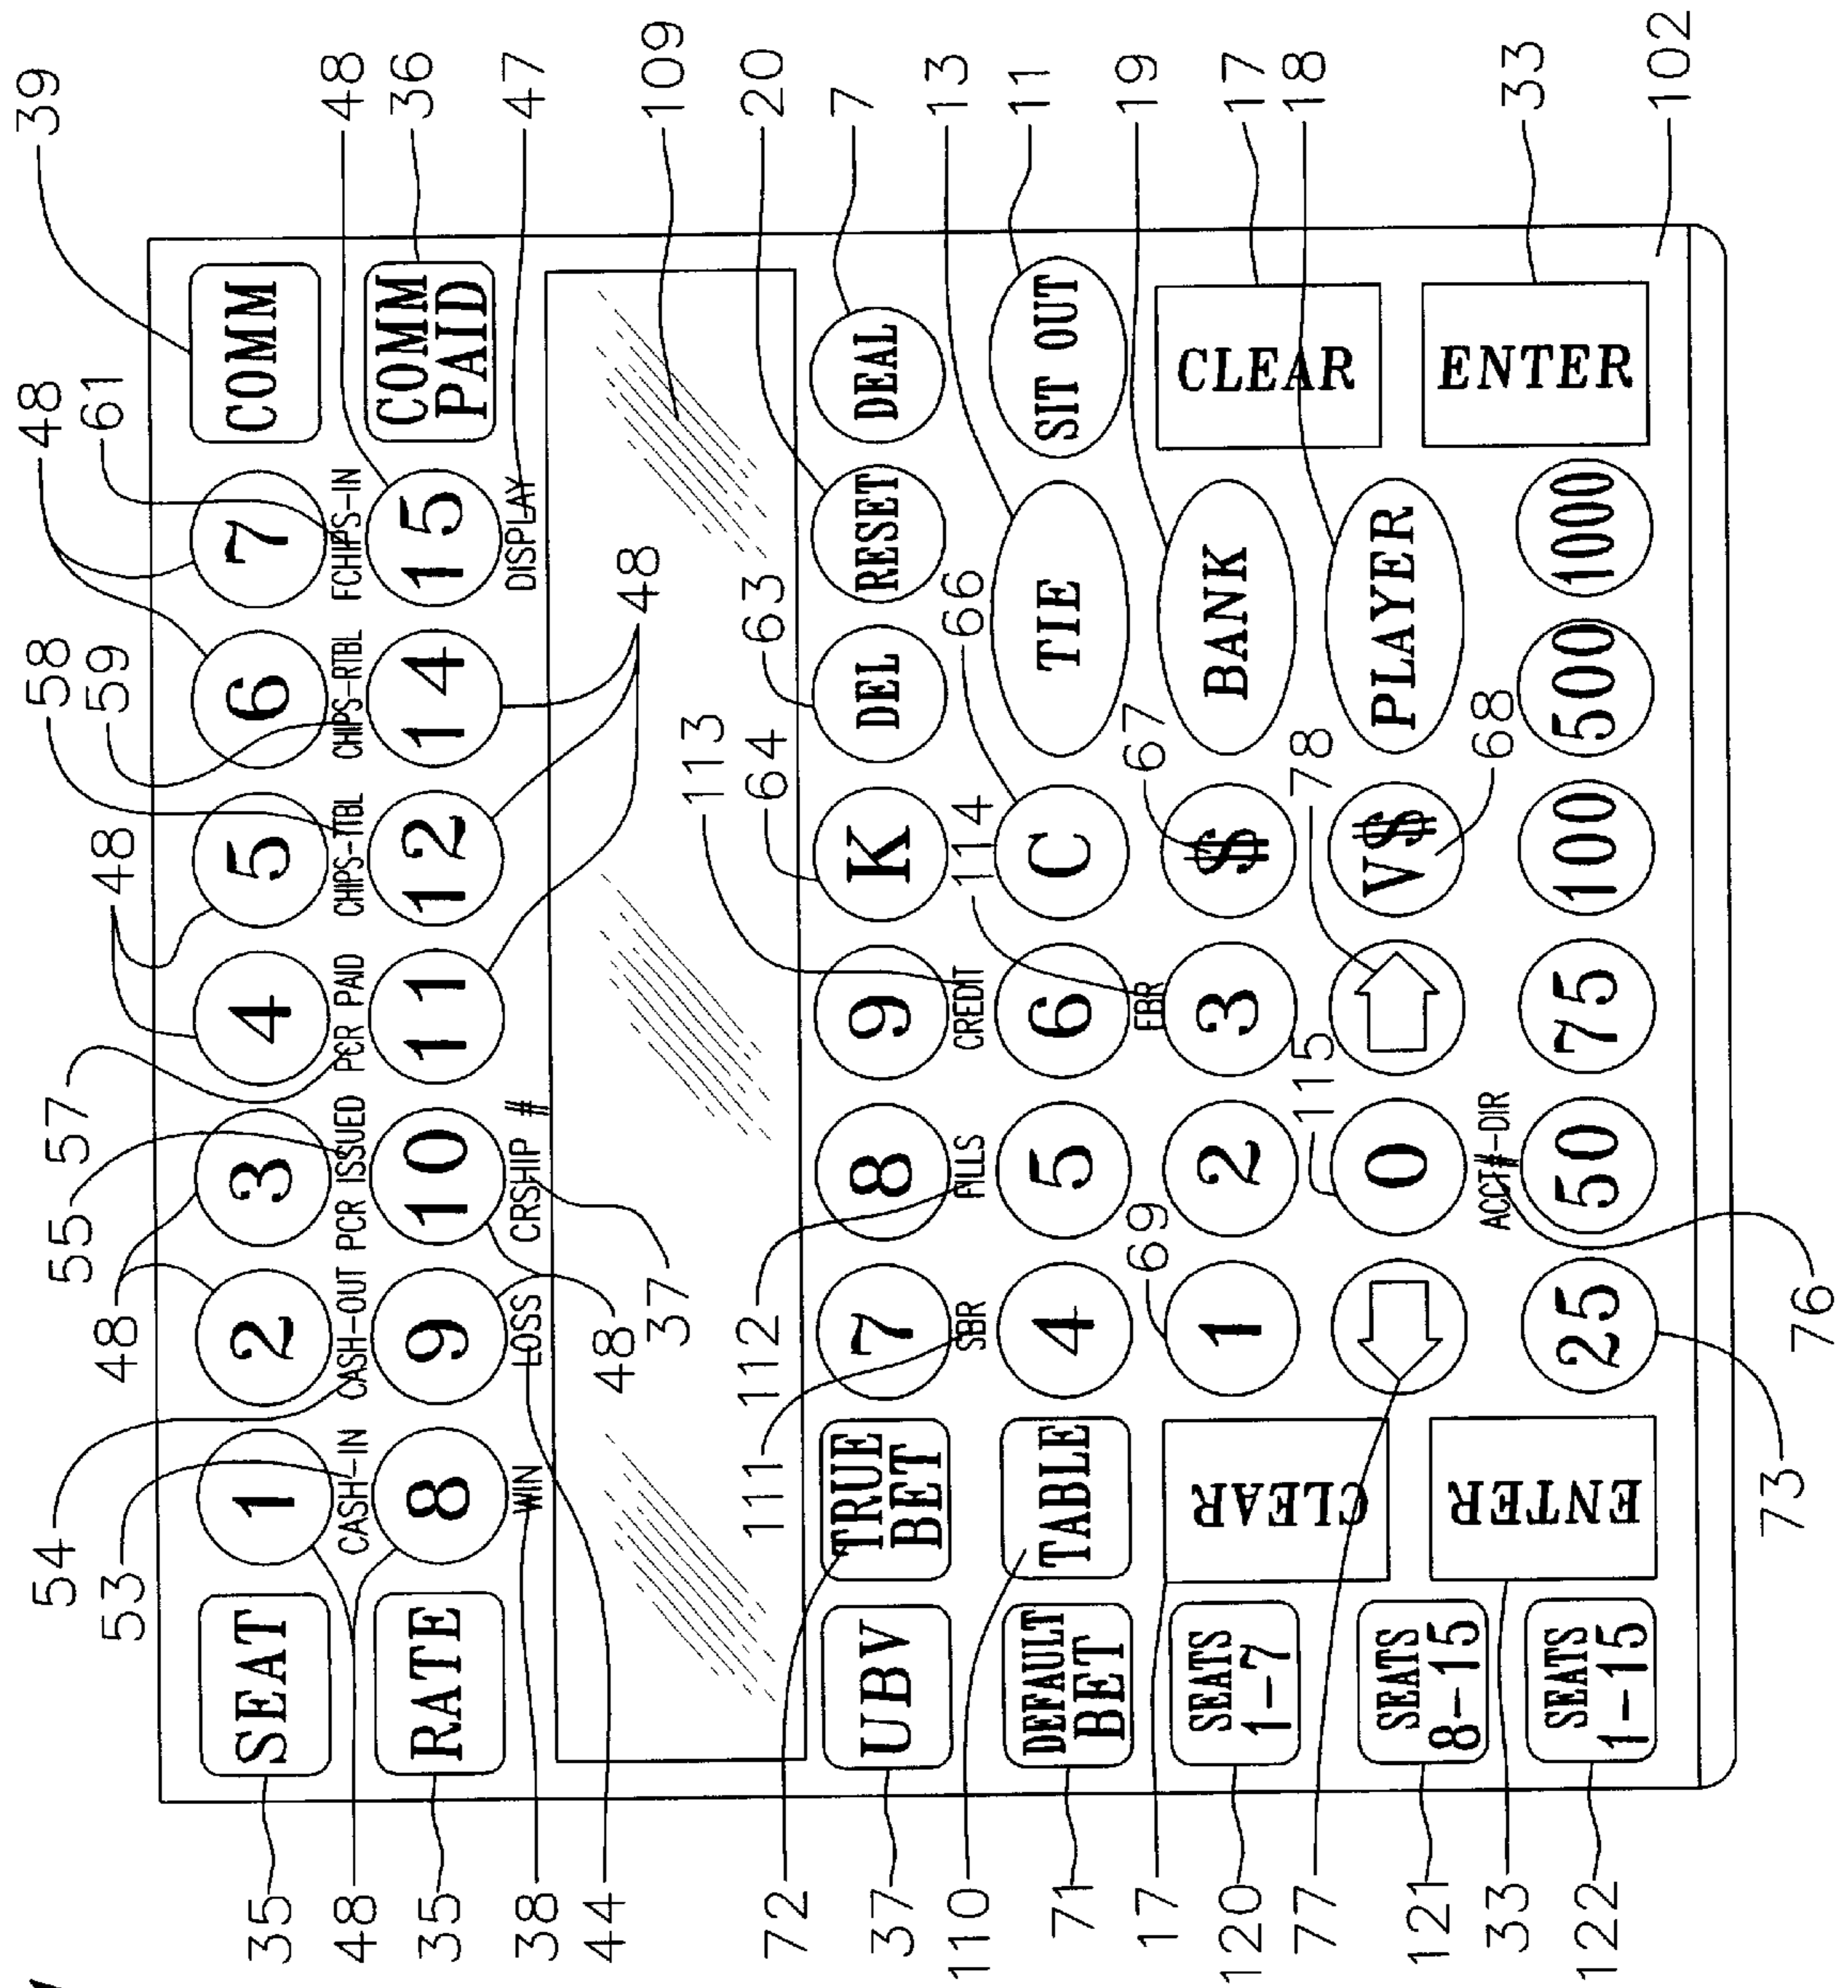 54 58 48 39
55 57 59 61
53 48 48
35 SEAT 1 2 3 4 5 6 7 COMM
48 CASH-IN CASH-OUT PCR ISSUED PCR PAID CHIPS-TTBL CHIPS-RTBL FCHIPS-IN 48
35 RATE 8 9 10 11 12 14 15 COMM PAID 36
38 WIN LOSS CRSHIP # DISPLAY 47
44 48 37 48 109
72 111 112 113 64 63 20
37 UBV TRUE BET 7 8 9 K DEL RESET DEAL 7
110 SBR FILLS CREDIT 114 66 13
71 DEFAULT BET TABLE 4 5 6 C TIE SIT OUT 11
17 69 EBR 67 19
120 SEATS 1-7 CLEAR 1 2 3 $ BANK CLEAR 17
77 115 78 18
121 SEATS 8-15 0 V$ PLAYER
33 ACCT#-DIR 68 33
ENTER ENTER
122 SEATS 1-15 25 50 75 100 500 1000
73 76 102